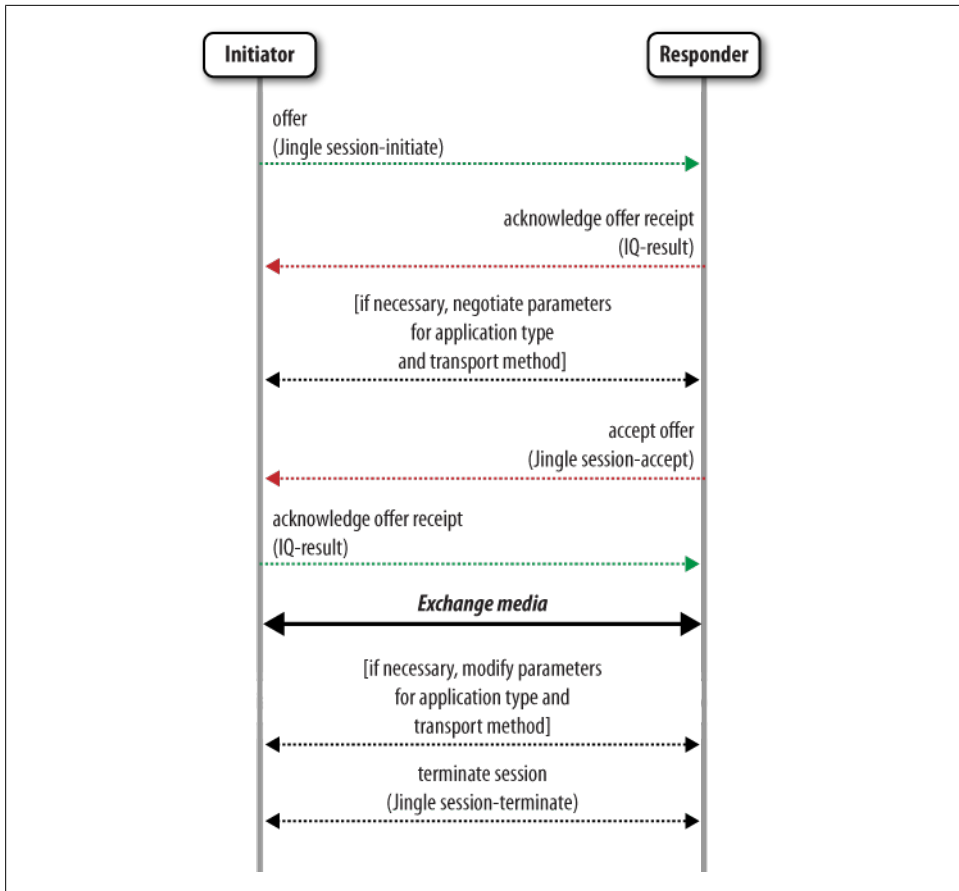 Initiator
Responder
offer
(Jingle session-initiate)
acknowledge offer receipt
(IQ-result)
[if necessary, negotiate parameters
for application type
and transport method]
accept offer
(Jingle session-accept)
acknowledge offer receipt
(IQ-result)
Exchange media
[if necessary, modify parameters
for application type and
transport method]
terminate session
(Jingle session-terminate)